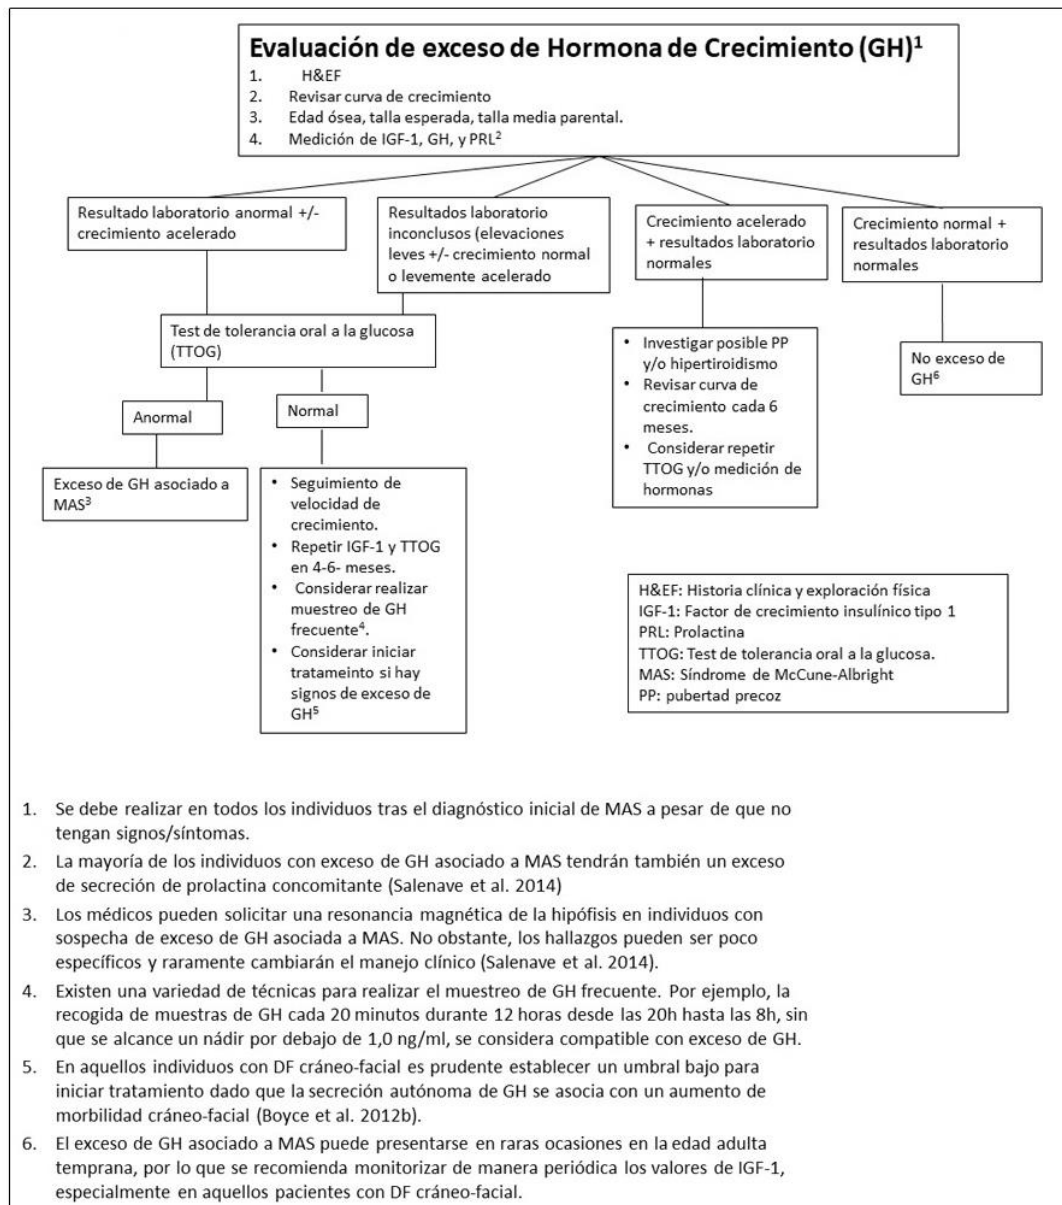 Evaluación de exceso de Hormona de Crecimiento (GH)¹
1. H&EF
2. Revisar curva de crecimiento
3. Edad ósea, talla esperada, talla media parental.
4. Medición de IGF-1, GH, y PRL²
Resultado laboratorio anormal +/-
crecimiento acelerado
Resultados laboratorio
inconclusos (elevaciones
leves +/- crecimiento normal
o levemente acelerado
Crecimiento acelerado
+ resultados laboratorio
normales
Crecimiento normal +
resultados laboratorio
normales
Test de tolerancia oral a la glucosa
(TTOG)
• Investigar posible PP
y/o hipertiroidismo
• Revisar curva de
crecimiento cada 6
meses.
• Considerar repetir
TTOG y/o medición de
hormonas
No exceso de
GH⁶
Anormal
Normal
Exceso de GH asociado a
MAS³
• Seguimiento de
velocidad de
crecimiento.
• Repetir IGF-1 y TTOG
en 4-6- meses.
• Considerar realizar
muestreo de GH
frecuente⁴.
• Considerar iniciar
tratameinto si hay
signos de exceso de
GH⁵
H&EF: Historia clínica y exploración física
IGF-1: Factor de crecimiento insulínico tipo 1
PRL: Prolactina
TTOG: Test de tolerancia oral a la glucosa.
MAS: Síndrome de McCune-Albright
PP: pubertad precoz
1. Se debe realizar en todos los individuos tras el diagnóstico inicial de MAS a pesar de que no
tengan signos/síntomas.
2. La mayoría de los individuos con exceso de GH asociado a MAS tendrán también un exceso
de secreción de prolactina concomitante (Salenave et al. 2014)
3. Los médicos pueden solicitar una resonancia magnética de la hipófisis en individuos con
sospecha de exceso de GH asociada a MAS. No obstante, los hallazgos pueden ser poco
específicos y raramente cambiarán el manejo clínico (Salenave et al. 2014).
4. Existen una variedad de técnicas para realizar el muestreo de GH frecuente. Por ejemplo, la
recogida de muestras de GH cada 20 minutos durante 12 horas desde las 20h hasta las 8h, sin
que se alcance un nádir por debajo de 1,0 ng/ml, se considera compatible con exceso de GH.
5. En aquellos individuos con DF cráneo-facial es prudente establecer un umbral bajo para
iniciar tratamiento dado que la secreción autónoma de GH se asocia con un aumento de
morbilidad cráneo-facial (Boyce et al. 2012b).
6. El exceso de GH asociado a MAS puede presentarse en raras ocasiones en la edad adulta
temprana, por lo que se recomienda monitorizar de manera periódica los valores de IGF-1,
especialmente en aquellos pacientes con DF cráneo-facial.